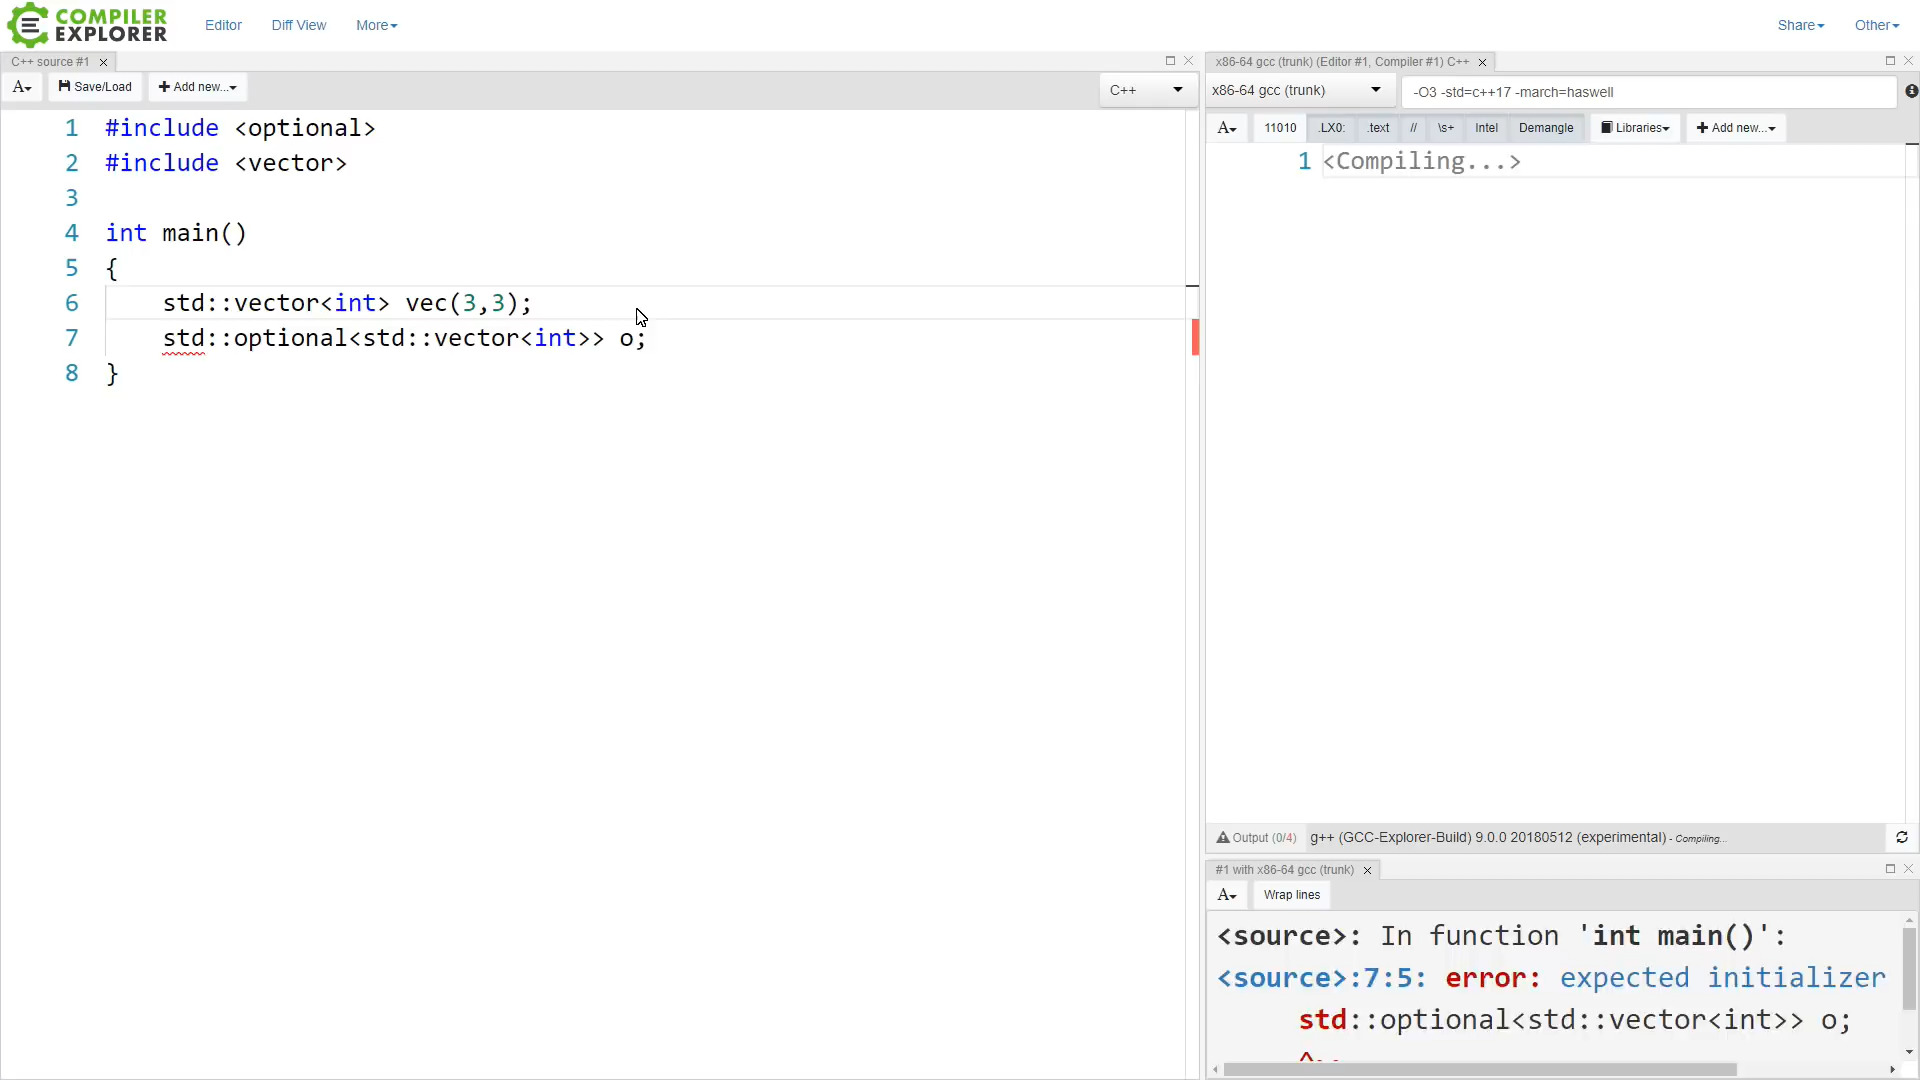 COMPILER
EXPLORER
Editor
Diff View
More
Share
Other
C++ source #1
A
Save/Load
Add new...
C++
1 #include <optional>
2 #include <vector>
3
4 int main()
5 {
6 std::vector<int> vec(3,3);
7 std::optional<std::vector<int>> o;
8 }
x86-64 gcc (trunk) (Editor #1, Compiler #1) C++
x86-64 gcc (trunk)
-O3 -std=c++17 -march=haswell
A
11010
.LX0:
.text
//
\s+
Intel
Demangle
Libraries
Add new...
1 <Compiling...>
Output (0/4) g++ (GCC-Explorer-Build) 9.0.0 20180512 (experimental) - Compiling...
#1 with x86-64 gcc (trunk)
A
Wrap lines
<source>: In function 'int main()':
<source>:7:5: error: expected initializer
std::optional<std::vector<int>> o;